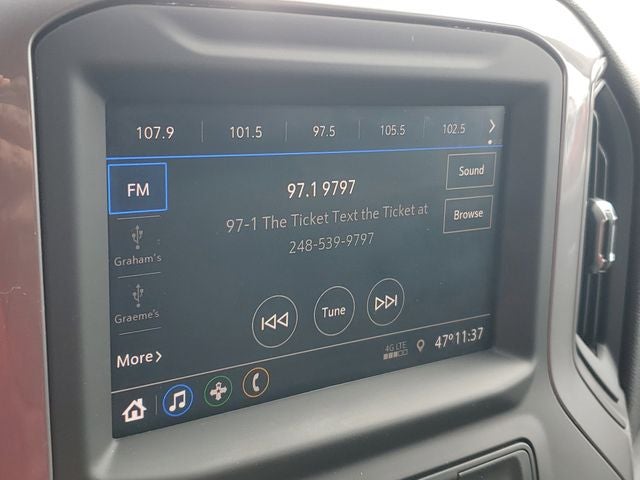 107.9 101.5 97.5 105.5 102.5
FM
97.1 9797
Sound
97-1 The Ticket Text the Ticket at
248-539-9797
Browse
Graham's
Graeme's
Tune
More
4G LTE
47° 11:37